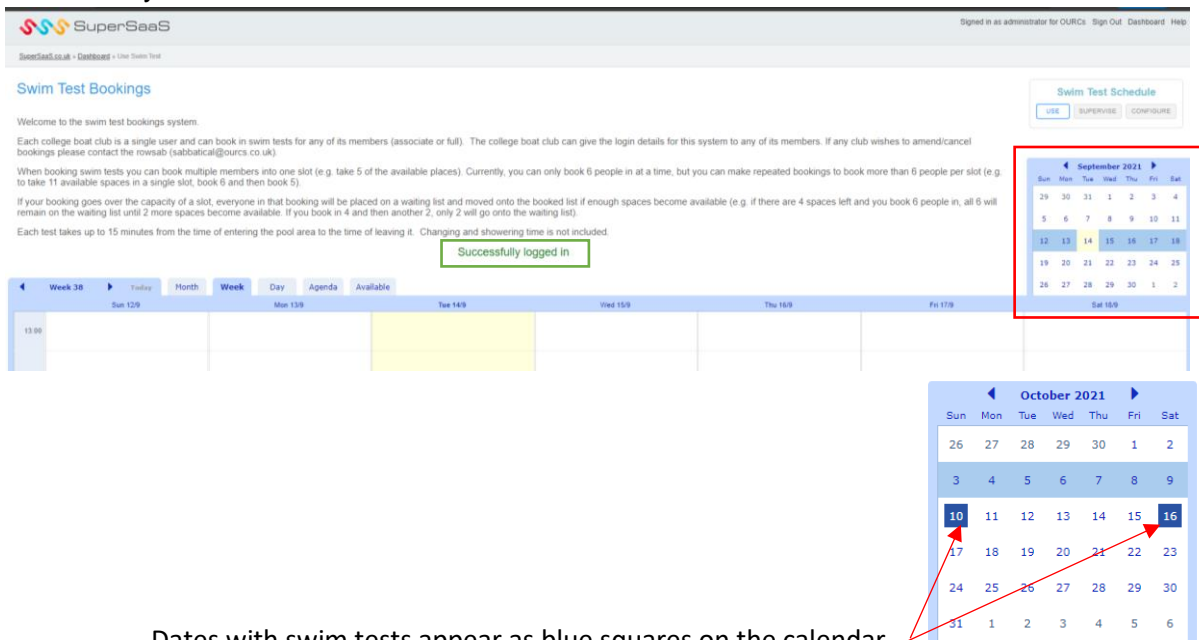 SuperSaaS
Signed in as administrator for OURCs Sign Out Dashboard Help
SuperSaaS.co.uk » Dashboard » Use Swim Test
Swim Test Bookings
Welcome to the swim test bookings system.
Each college boat club is a single user and can book in swim tests for any of its members (associate or full). The college boat club can give the login details for this system to any of its members. If any club wishes to amend/cancel
bookings please contact the rowsab (sabbatical@ourcs.co.uk).
When booking swim tests you can book multiple members into one slot (e.g. take 5 of the available places). Currently, you can only book 6 people in at a time, but you can make repeated bookings to book more than 6 people per slot (e.g.
to take 11 available spaces in a single slot, book 6 and then book 5).
If your booking goes over the capacity of a slot, everyone in that booking will be placed on a waiting list and moved onto the booked list if enough spaces become available (e.g. if there are 4 spaces left and you book 6 people in, all 6 will
remain on the waiting list until 2 more spaces become available. If you book in 4 and then another 2, only 2 will go onto the waiting list).
Each test takes up to 15 minutes from the time of entering the pool area to the time of leaving it. Changing and showering time is not included.
Successfully logged in
Swim Test Schedule
USE SUPERVISE CONFIGURE
September 2021
Sun Mon Tue Wed Thu Fri Sat
29 30 31 1 2 3 4
5 6 7 8 9 10 11
12 13 14 15 16 17 18
19 20 21 22 23 24 25
26 27 28 29 30 1 2
Week 38 Today Month Week Day Agenda Available
Sun 12/9 Mon 13/9 Tue 14/9 Wed 15/9 Thu 16/9 Fri 17/9 Sat 18/9
13:00
October 2021
Sun Mon Tue Wed Thu Fri Sat
26 27 28 29 30 1 2
3 4 5 6 7 8 9
10 11 12 13 14 15 16
17 18 19 20 21 22 23
24 25 26 27 28 29 30
31 1 2 3 4 5 6
Dates with swim tests appear as blue squares on the calendar